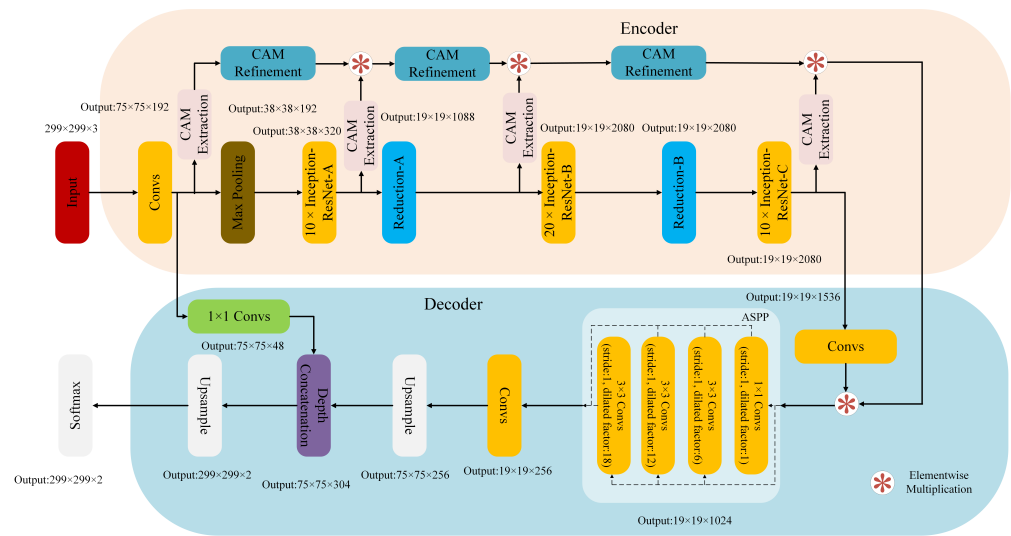 Encoder
CAM
Refinement
CAM
Refinement
CAM
Refinement
Output:75×75×192
Output:38×38×192
Output:19×19×1088
299×299×3
Output:38×38×320
Output:19×19×2080
Output:19×19×2080
CAM
Extraction
CAM
Extraction
CAM
Extraction
CAM
Extraction
Input
Convs
Max Pooling
10×Inception-
ResNet-A
Reduction-A
20×Inception-
ResNet-B
Reduction-B
10×Inception-
ResNet-C
Output:19×19×2080
Decoder
Output:19×19×1536
1×1 Convs
ASPP
Output:75×75×48
Convs
Softmax
Upsample
Depth
Concatenation
Upsample
Convs
3×3 Convs
(stride:1, dilated factor:18)
3×3 Convs
(stride:1, dilated factor:12)
3×3 Convs
(stride:1, dilated factor:6)
1×1 Convs
(stride:1, dilated factor:1)
Output:299×299×2
Output:299×299×2
Output:75×75×304
Output:75×75×256
Output:19×19×256
Output:19×19×1024
Elementwise
Multiplication